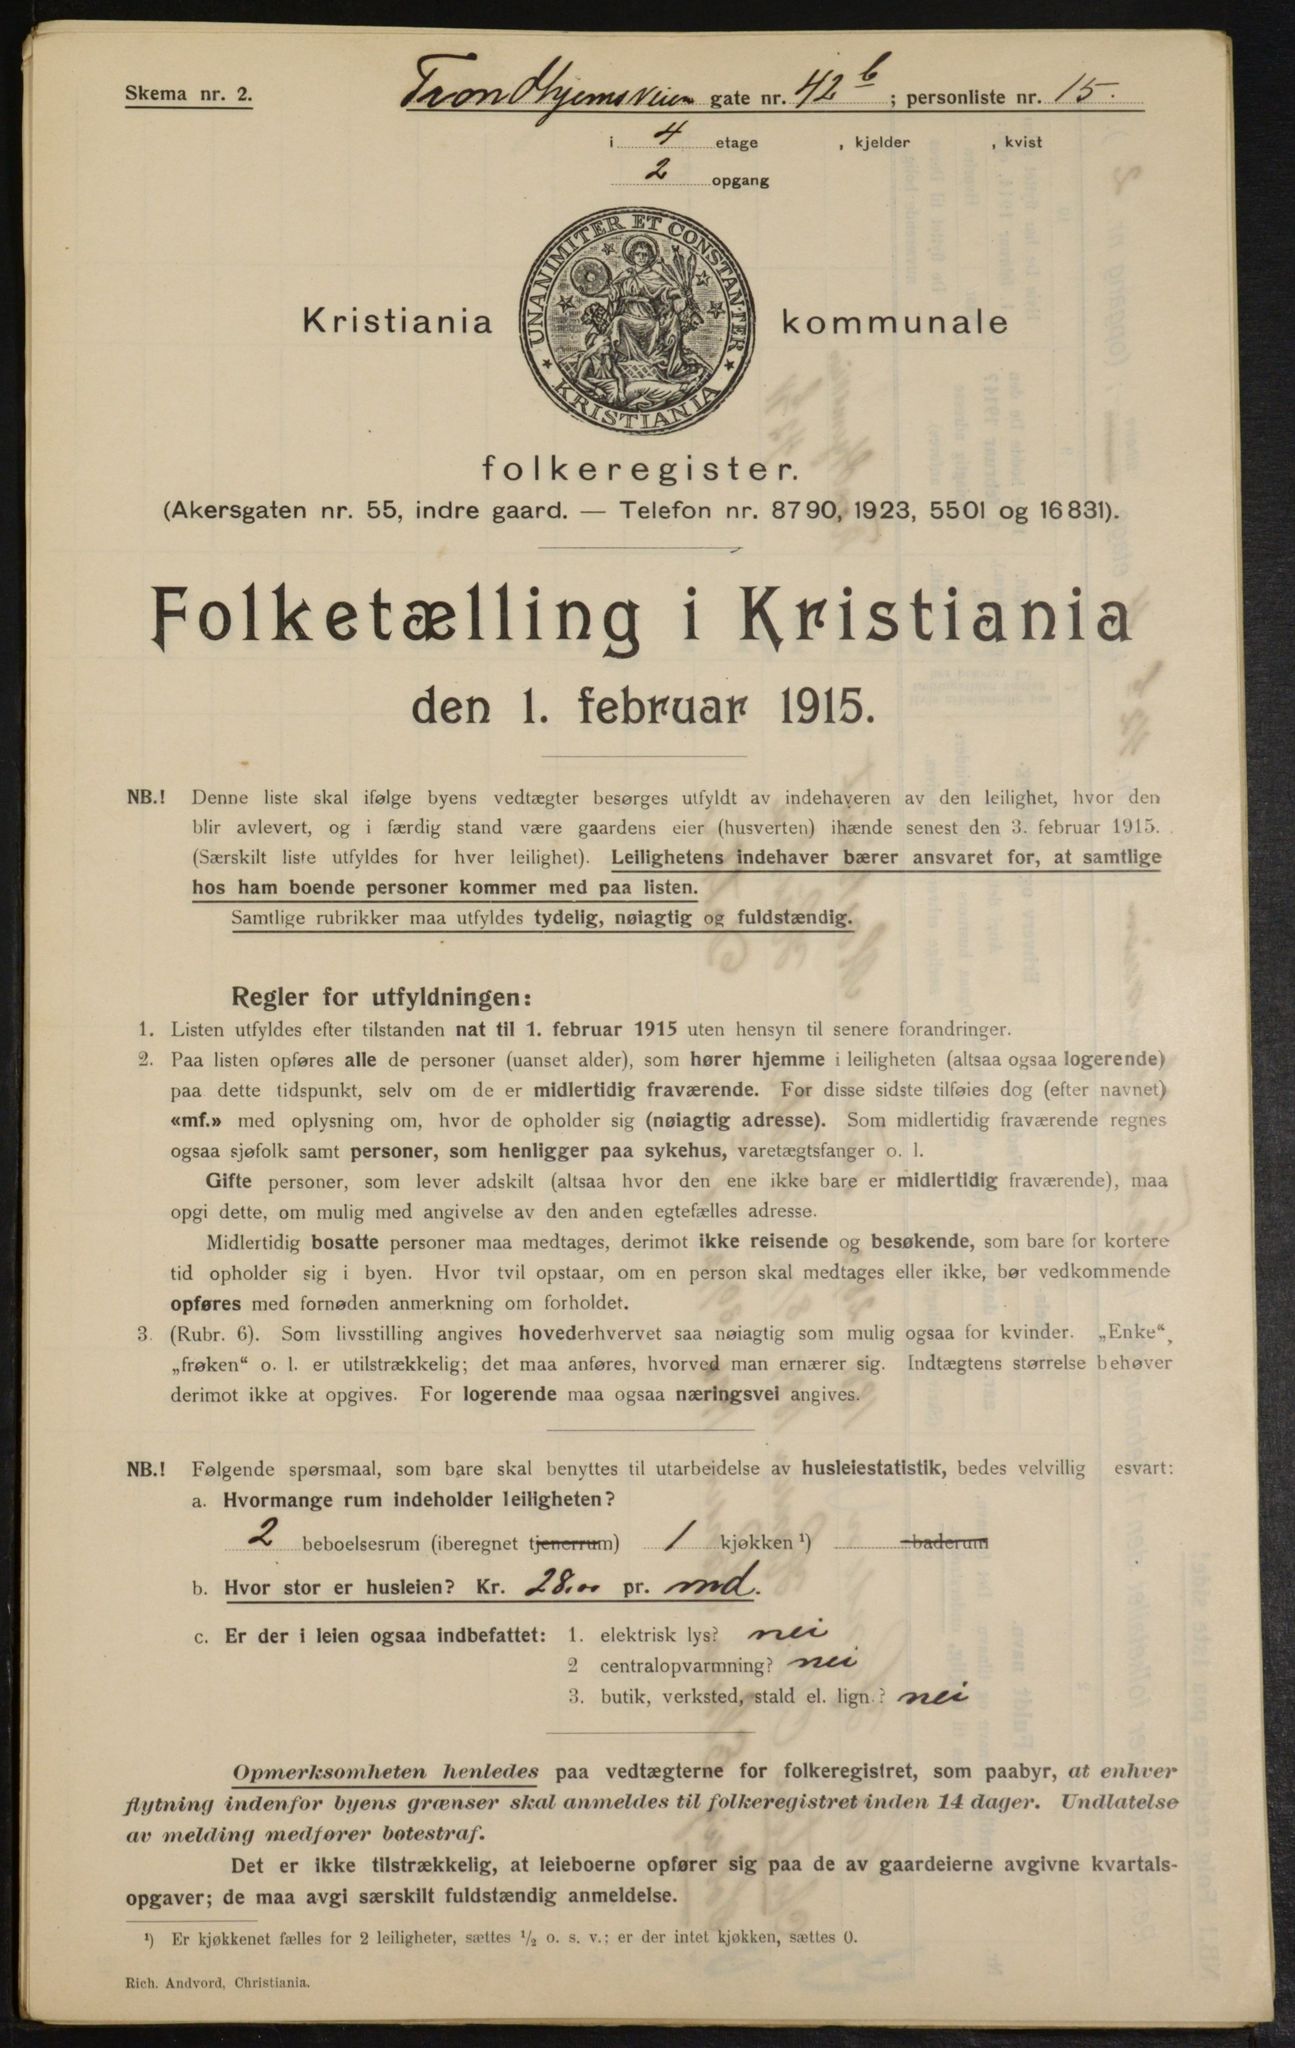 Skema nr. 2.
Trondhjemsveien gate nr. 42b ; personliste nr. 15.
i 4 etage , kjelder , kvist
2 opgang
UNANIMITER ET CONSTANTER
KRISTIANIA
Kristiania kommunale
folkeregister.
(Akersgaten nr. 55, indre gaard. — Telefon nr. 8790, 1923, 5501 og 16831).
Folketælling i Kristiania
den 1. februar 1915.
NB.! Denne liste skal ifølge byens vedtægter besørges utfyldt av indehaveren av den leilighet, hvor den
blir avlevert, og i færdig stand være gaardens eier (husverten) ihænde senest den 3. februar 1915.
(Særskilt liste utfyldes for hver leilighet). Leilighetens indehaver bærer ansvaret for, at samtlige
hos ham boende personer kommer med paa listen.
Samtlige rubrikker maa utfyldes tydelig, nøiagtig og fuldstændig.
Regler for utfyldningen:
1. Listen utfyldes efter tilstanden nat til 1. februar 1915 uten hensyn til senere forandringer.
2. Paa listen opføres alle de personer (uanset alder), som hører hjemme i leiligheten (altsaa ogsaa logerende)
paa dette tidspunkt, selv om de er midlertidig fraværende. For disse sidste tilføies dog (efter navnet)
«mf.» med oplysning om, hvor de opholder sig (nøiagtig adresse). Som midlertidig fraværende regnes
ogsaa sjøfolk samt personer, som henligger paa sykehus, varetægtsfanger o. l.
Gifte personer, som lever adskilt (altsaa hvor den ene ikke bare er midlertidig fraværende), maa
opgi dette, om mulig med angivelse av den anden egtefælles adresse.
Midlertidig bosatte personer maa medtages, derimot ikke reisende og besøkende, som bare for kortere
tid opholder sig i byen. Hvor tvil opstaar, om en person skal medtages eller ikke, bør vedkommende
opføres med fornøden anmerkning om forholdet.
3. (Rubr. 6). Som livsstilling angives hovederhvervet saa nøiagtig som mulig ogsaa for kvinder. „Enke“,
„frøken“ o. l. er utilstrækkelig; det maa anføres, hvorved man ernærer sig. Indtægtens størrelse behøver
derimot ikke at opgives. For logerende maa ogsaa næringsvei angives.
NB.! Følgende spørsmaal, som bare skal benyttes til utarbeidelse av husleiestatistik, bedes velvillig esvart:
a. Hvormange rum indeholder leiligheten?
2 beboelsesrum (iberegnet tjenerrum) 1 kjøkken ¹) baderum
b. Hvor stor er husleien? Kr. 28.00 pr. md.
c. Er der i leien ogsaa indbefattet: 1. elektrisk lys? nei
2 centralopvarmning? nei
3. butik, verksted, stald el. lign.? nei
Opmerksomheten henledes paa vedtægterne for folkeregistret, som paabyr, at enhver
flytning indenfor byens grænser skal anmeldes til folkeregistret inden 14 dager. Undlatelse
av melding medfører bøtestraf.
Det er ikke tilstrækkelig, at leieboerne opfører sig paa de av gaardeierne avgivne kvartals-
opgaver; de maa avgi særskilt fuldstændig anmeldelse.
¹) Er kjøkkenet fælles for 2 leiligheter, sættes ½ o. s. v.; er der intet kjøkken, sættes 0.
Rich. Andvord, Christiania.